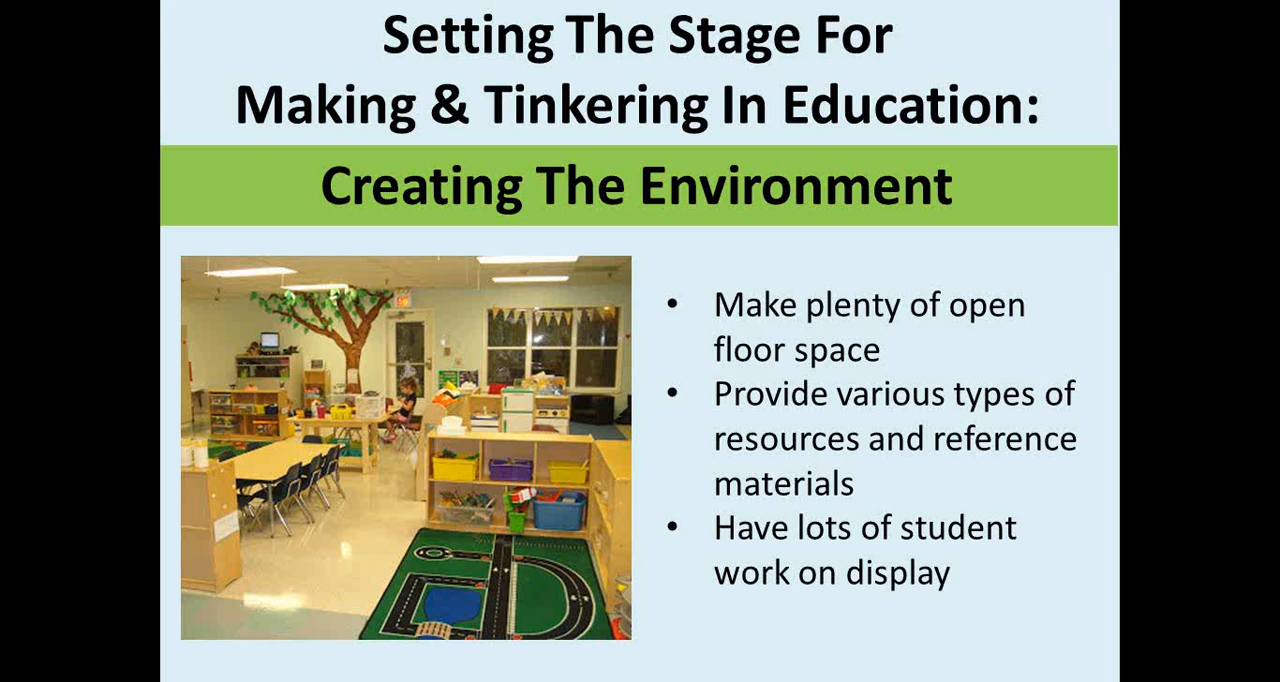 Setting The Stage For
Making & Tinkering In Education:
Creating The Environment
• Make plenty of open
floor space
• Provide various types of
resources and reference
materials
• Have lots of student
work on display